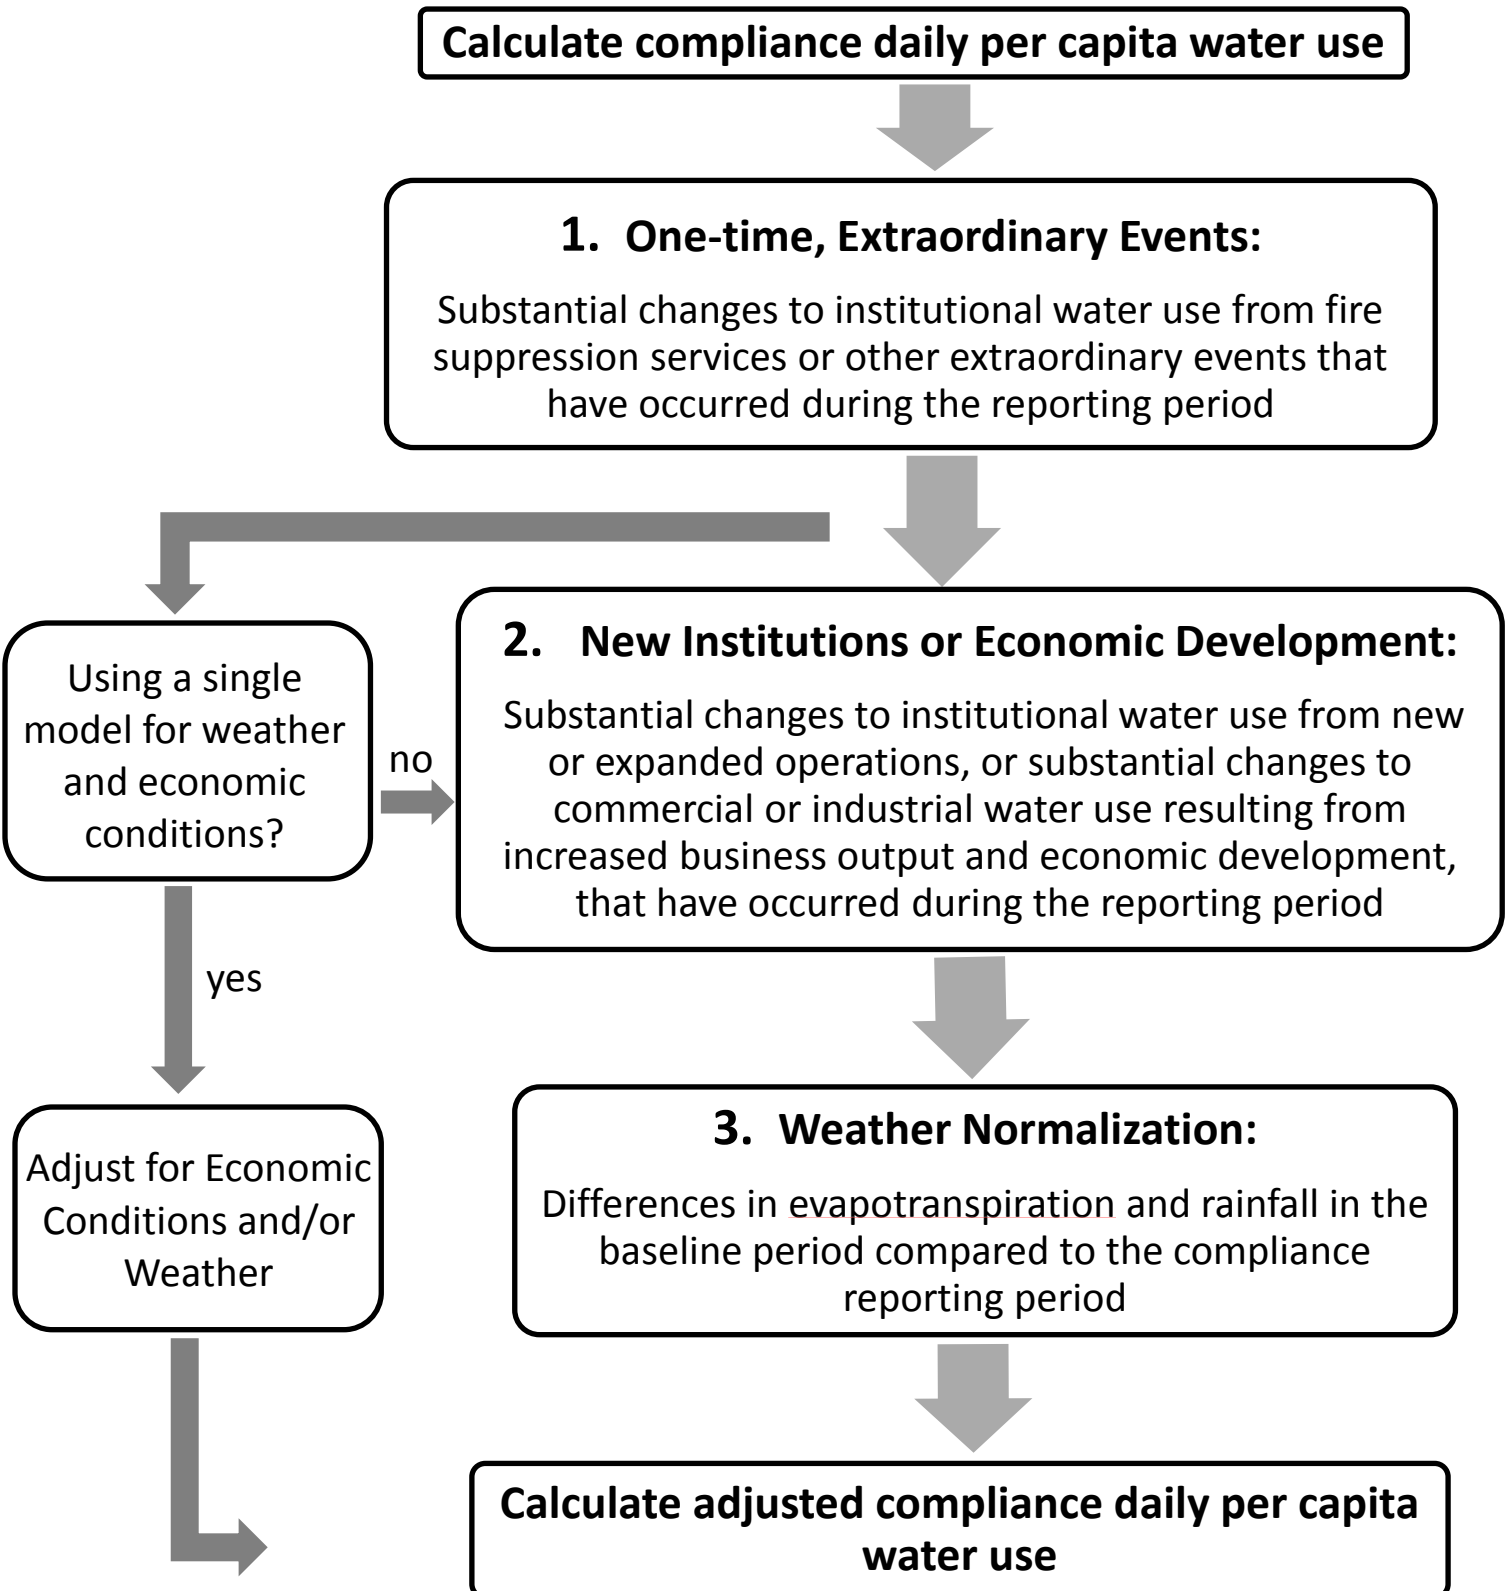 Calculate compliance daily per capita water use
1. One-time, Extraordinary Events:
Substantial changes to institutional water use from fire
suppression services or other extraordinary events that
have occurred during the reporting period
Using a single
model for weather
and economic
conditions?
no
yes
2. New Institutions or Economic Development:
Substantial changes to institutional water use from new
or expanded operations, or substantial changes to
commercial or industrial water use resulting from
increased business output and economic development,
that have occurred during the reporting period
Adjust for Economic
Conditions and/or
Weather
3. Weather Normalization:
Differences in evapotranspiration and rainfall in the
baseline period compared to the compliance
reporting period
Calculate adjusted compliance daily per capita
water use